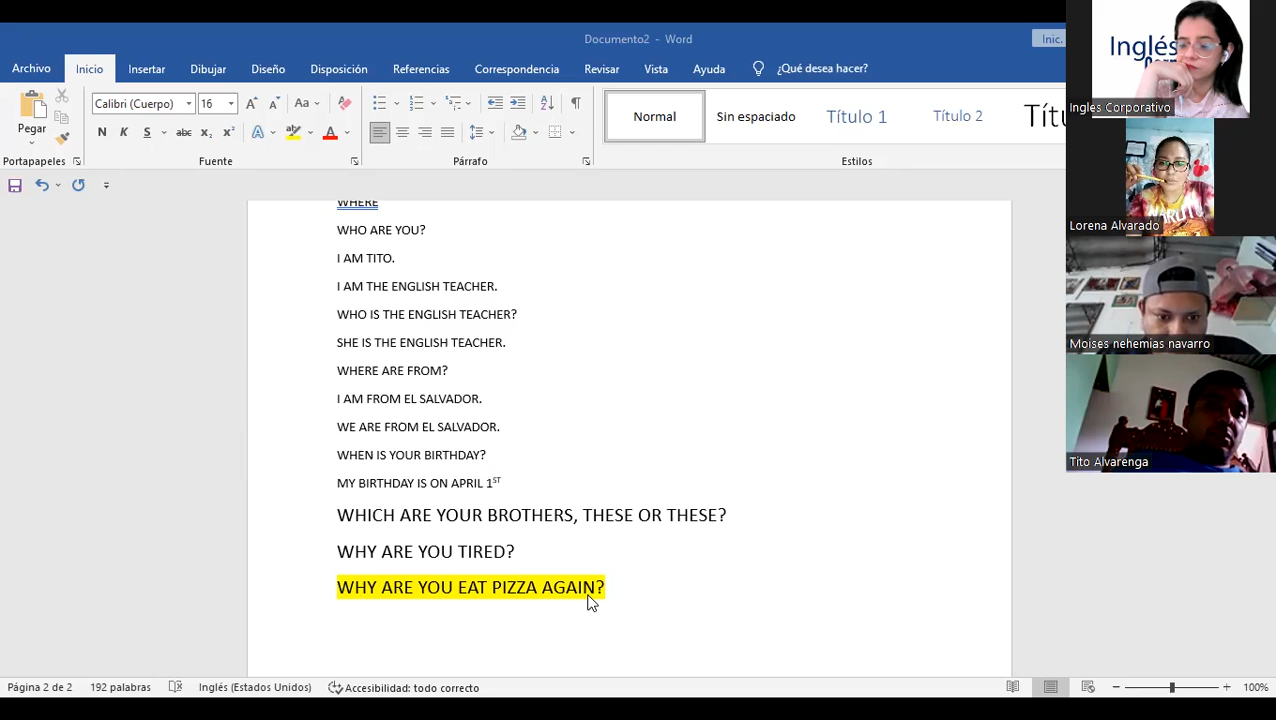 Documento2 - Word
Inic.
Archivo Inicio Insertar Dibujar Diseño Disposición Referencias Correspondencia Revisar Vista Ayuda ¿Qué desea hacer?
Calibri (Cuerpo) 16
Pegar
Normal Sin espaciado Título 1 Título 2
Portapapeles Fuente Párrafo Estilos
WHERE
WHO ARE YOU?
I AM TITO.
I AM THE ENGLISH TEACHER.
WHO IS THE ENGLISH TEACHER?
SHE IS THE ENGLISH TEACHER.
WHERE ARE FROM?
I AM FROM EL SALVADOR.
WE ARE FROM EL SALVADOR.
WHEN IS YOUR BIRTHDAY?
MY BIRTHDAY IS ON APRIL 1ST
WHICH ARE YOUR BROTHERS, THESE OR THESE?
WHY ARE YOU TIRED?
WHY ARE YOU EAT PIZZA AGAIN?
Página 2 de 2 192 palabras Inglés (Estados Unidos) Accesibilidad: todo correcto 100%
Inglés
Ingles Corporativo
NARUTO
Lorena Alvarado
Moises nehemias navarro
Tito Alvarenga